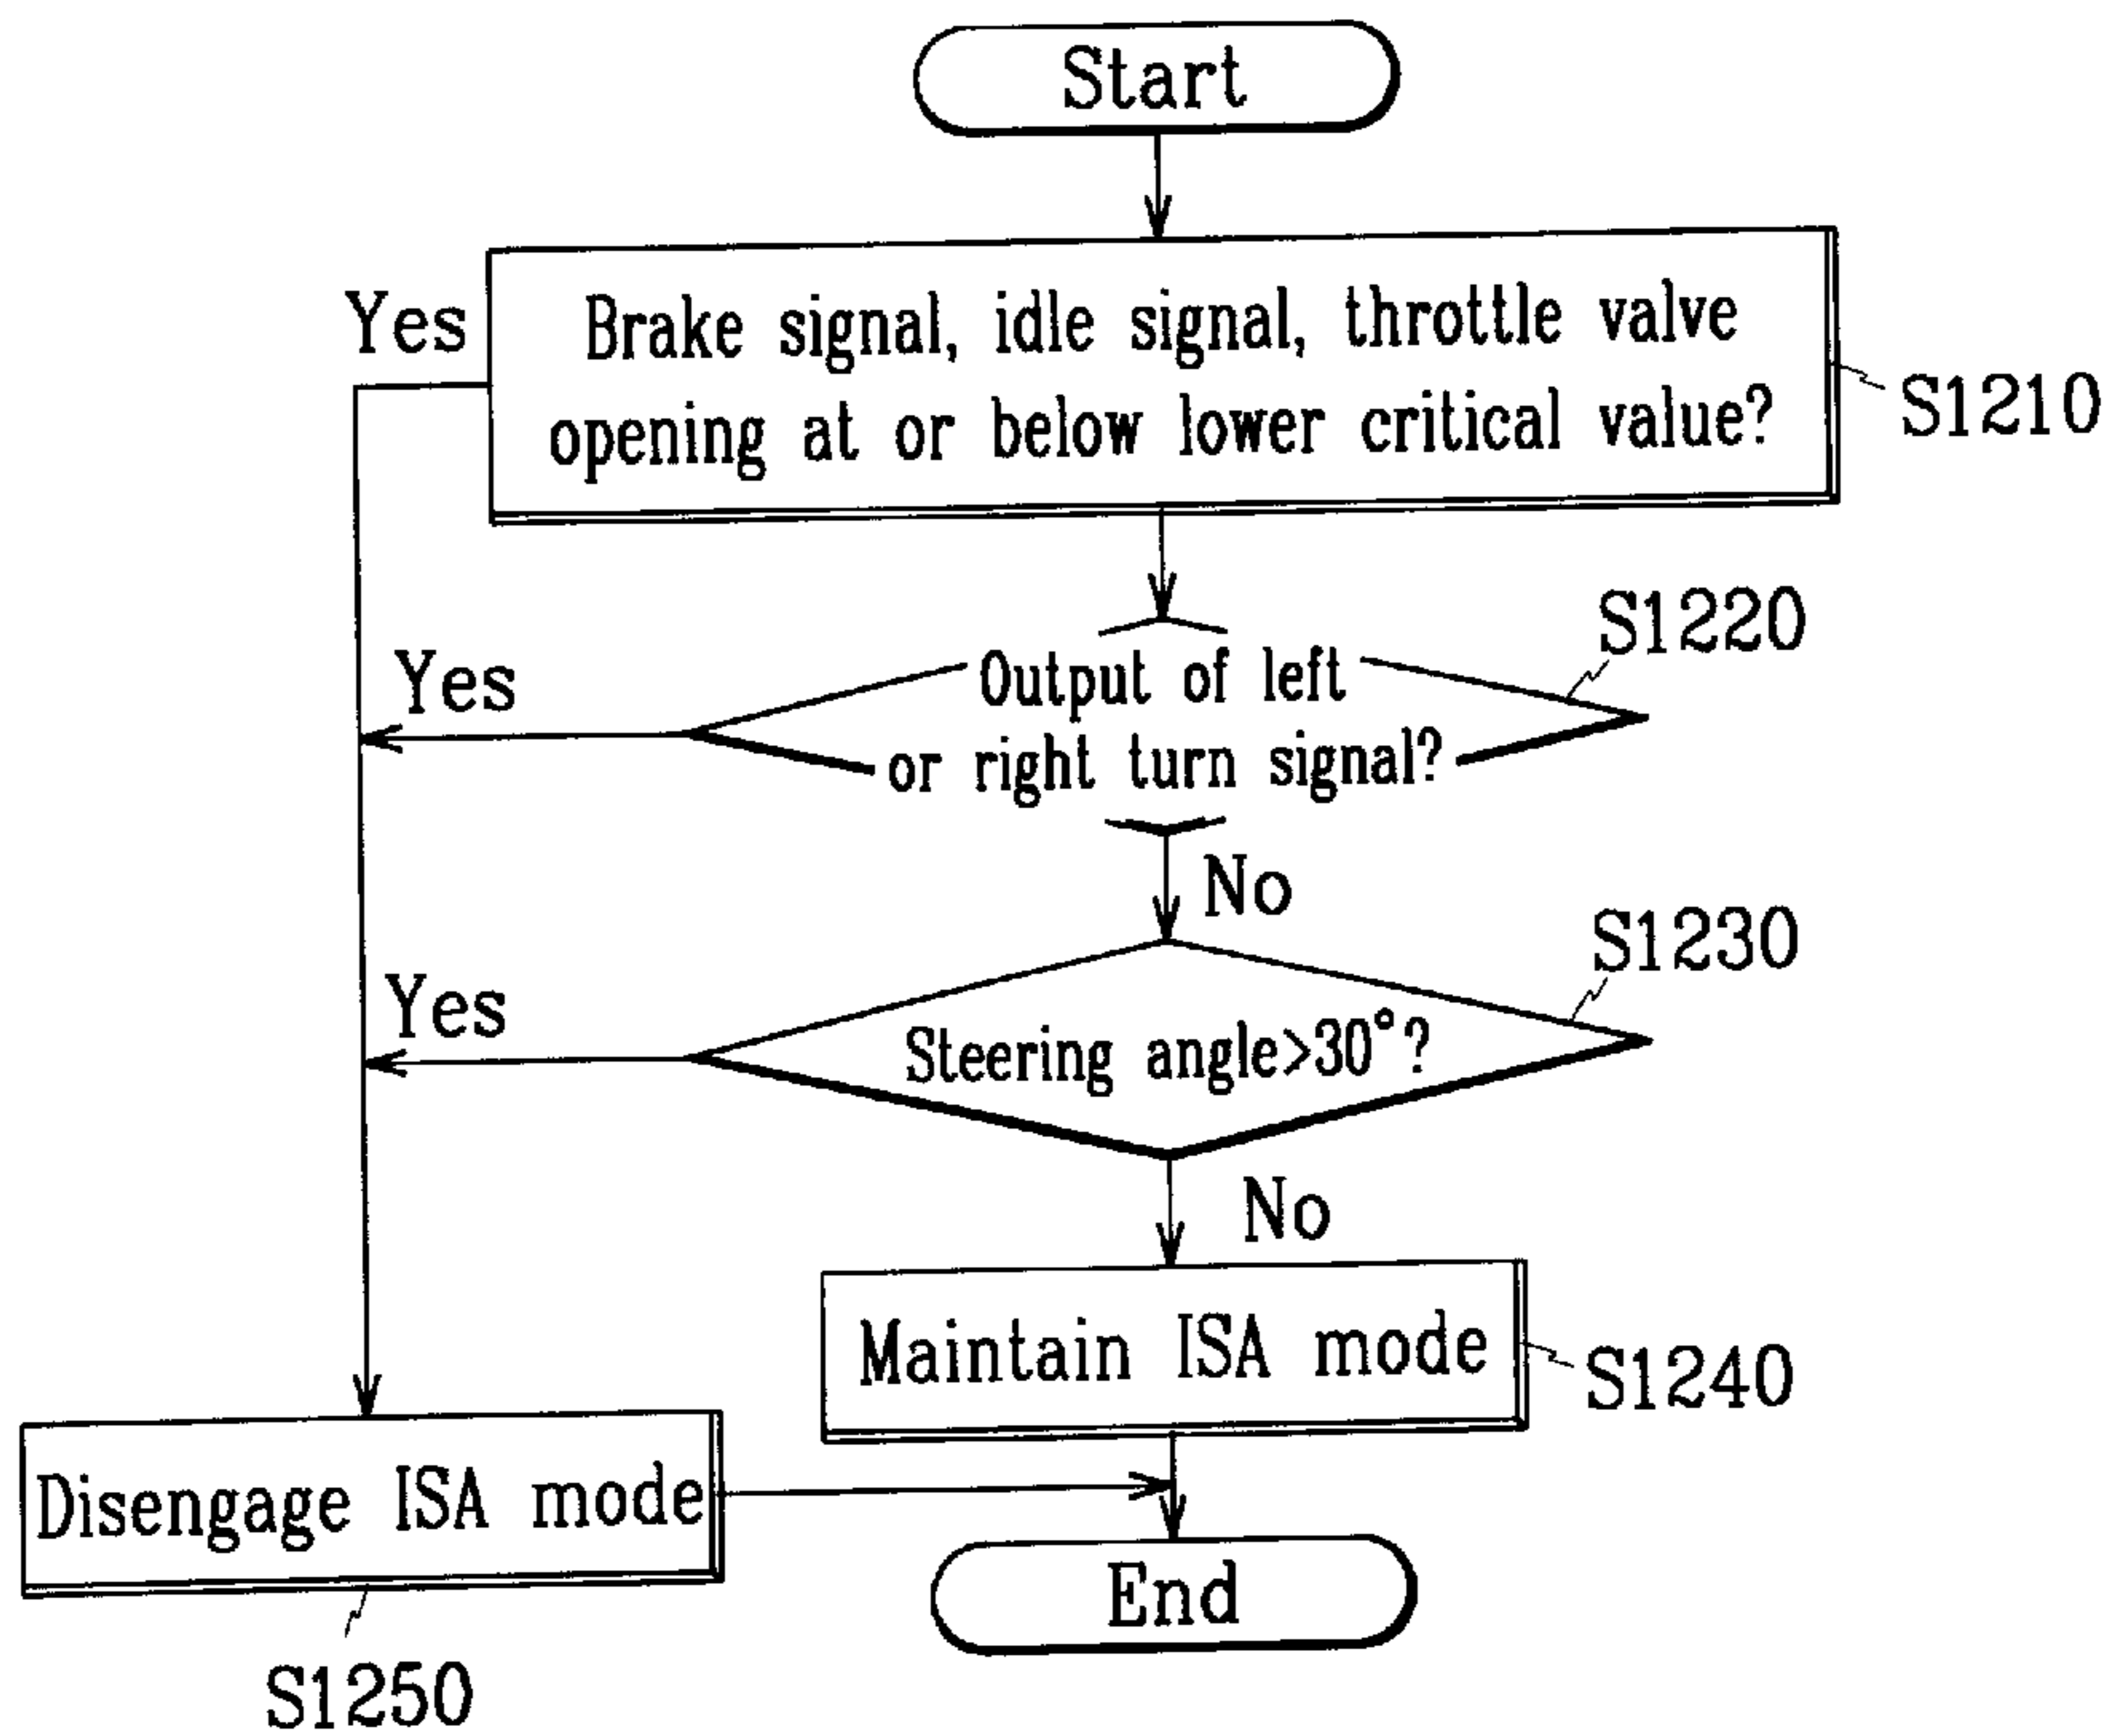 Start
Yes
Brake signal, idle signal, throttle valve
opening at or below lower critical value?
S1210
S1220
Yes
Output of left
or right turn signal?
No
S1230
Yes
Steering angle>30°?
No
Maintain ISA mode
S1240
Disengage ISA mode
End
S1250